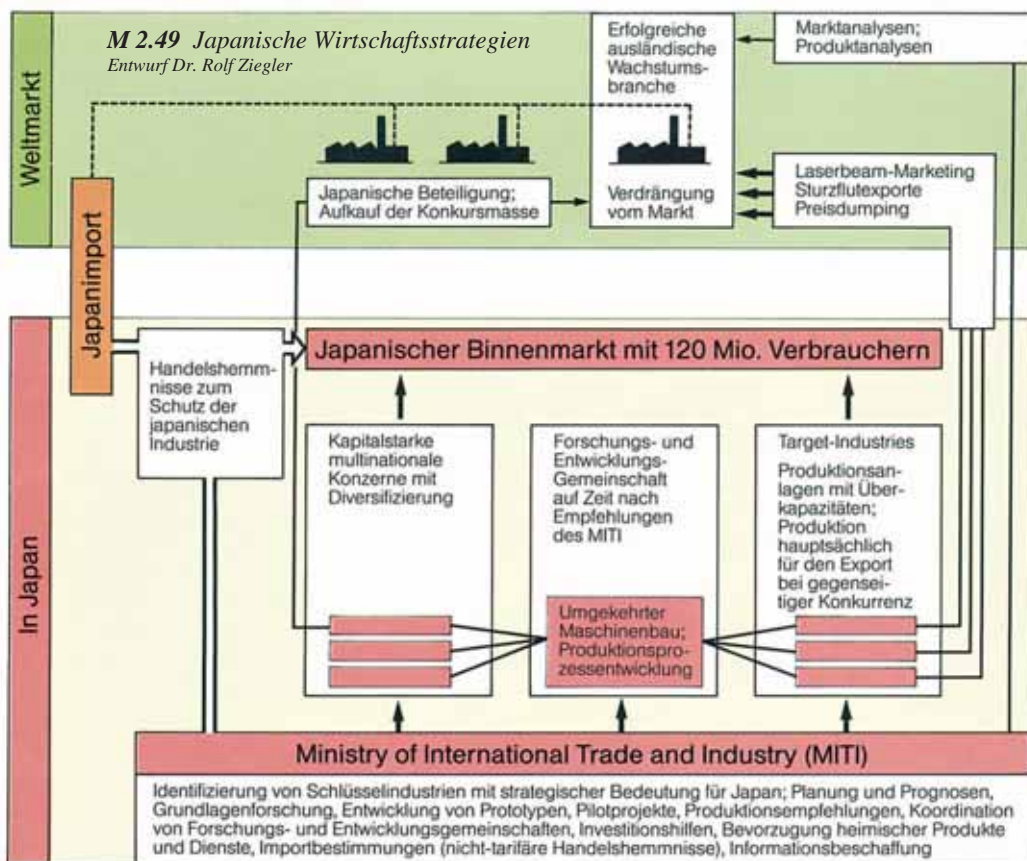 M 2.49 Japanische Wirtschaftsstrategien
Entwurf Dr. Rolf Ziegler
Weltmarkt
Erfolgreiche
ausländische
Wachstums-
branche
Marktanalysen;
Produktanalysen
Japanische Beteiligung;
Aufkauf der Konkursmasse
Verdrängung
vom Markt
Laserbeam-Marketing
Sturzflutexporte
Preisdumping
Japanimport
In Japan
Handelshemm-
nisse zum
Schutz der
japanischen
Industrie
Japanischer Binnenmarkt mit 120 Mio. Verbrauchern
Kapitalstarke
multinationale
Konzerne mit
Diversifizierung
Forschungs- und
Entwicklungs-
Gemeinschaft
auf Zeit nach
Empfehlungen
des MITI
Umgekehrter
Maschinenbau;
Produktionspro-
zessentwicklung
Target-Industries
Produktionsan-
lagen mit Über-
kapazitäten;
Produktion
hauptsächlich
für den Export
bei gegensei-
tiger Konkurrenz
Ministry of International Trade and Industry (MITI)
Identifizierung von Schlüsselindustrien mit strategischer Bedeutung für Japan; Planung und Prognosen,
Grundlagenforschung, Entwicklung von Prototypen, Pilotprojekte, Produktionsempfehlungen, Koordination
von Forschungs- und Entwicklungsgemeinschaften, Investitionshilfen, Bevorzugung heimischer Produkte
und Dienste, Importbestimmungen (nicht-tarifäre Handelshemmnisse), Informationsbeschaffung